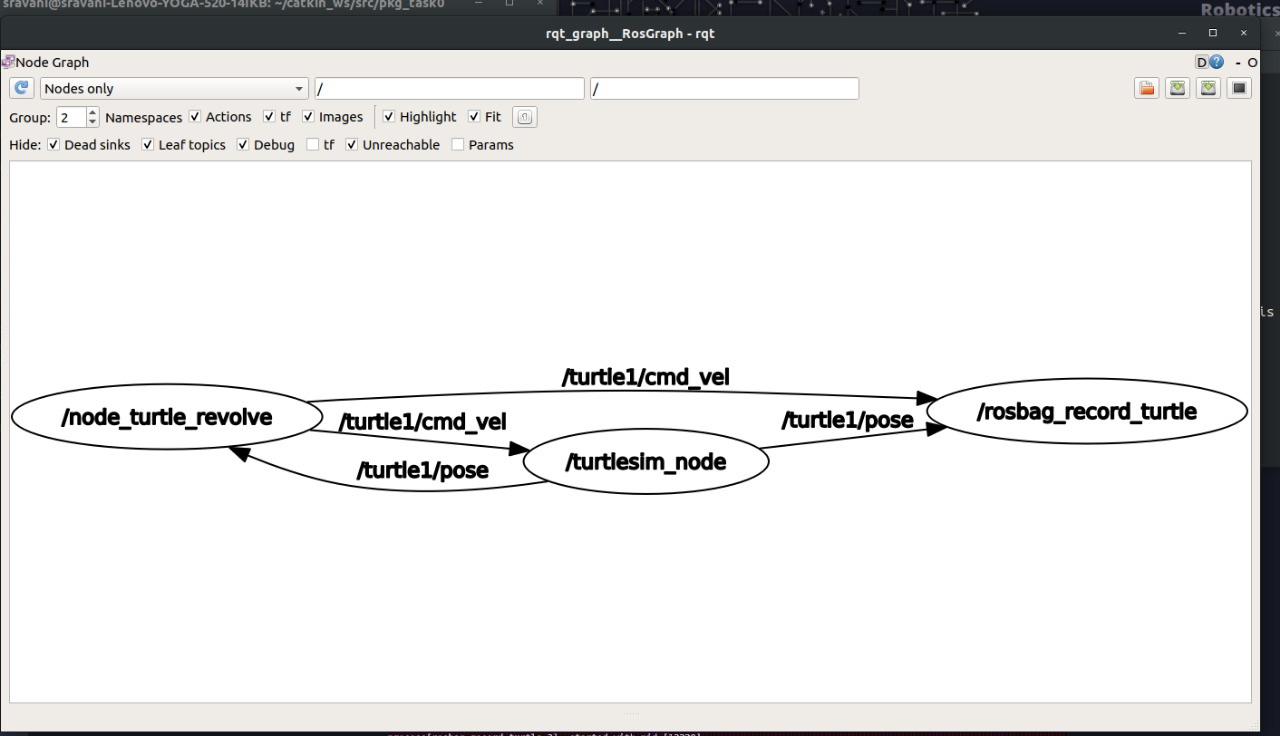 sravani@sravani-Lenovo-YOGA-520-14IKB: ~/catkin_ws/src/pkg_task0
Robotics
rqt_graph__RosGraph - rqt
Node Graph
D ? - O
Nodes only / /
Group: 2 Namespaces Actions tf Images Highlight Fit
Hide: Dead sinks Leaf topics Debug tf Unreachable Params
is
/turtle1/cmd_vel
/node_turtle_revolve
/turtle1/cmd_vel
/turtle1/pose
/rosbag_record_turtle
/turtle1/pose
/turtlesim_node